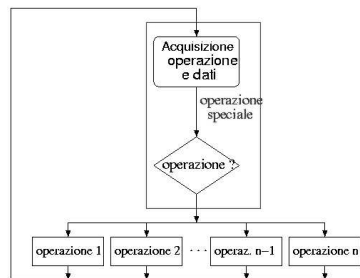 Acquisizione
operazione
e dati
operazione
speciale
operazione ?
operazione 1
operazione 2
· · ·
operaz. n-1
operazione n